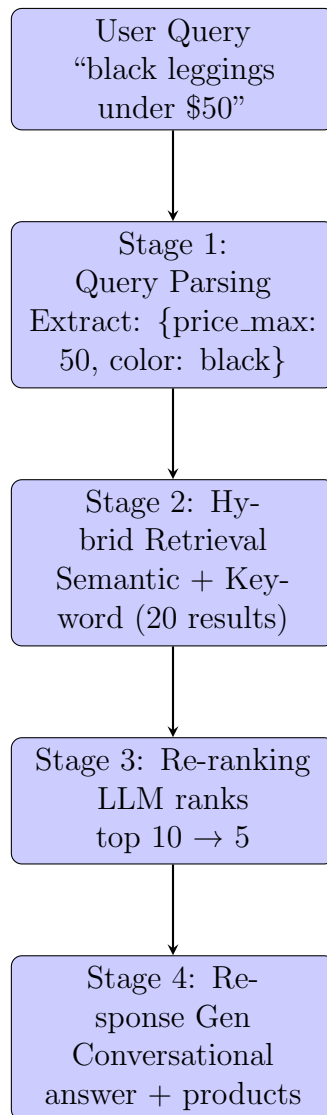 User Query
“black leggings
under $50”
Stage 1:
Query Parsing
Extract: {price_max:
50, color: black}
Stage 2: Hy-
brid Retrieval
Semantic + Key-
word (20 results)
Stage 3: Re-ranking
LLM ranks
top 10 → 5
Stage 4: Re-
sponse Gen
Conversational
answer + products